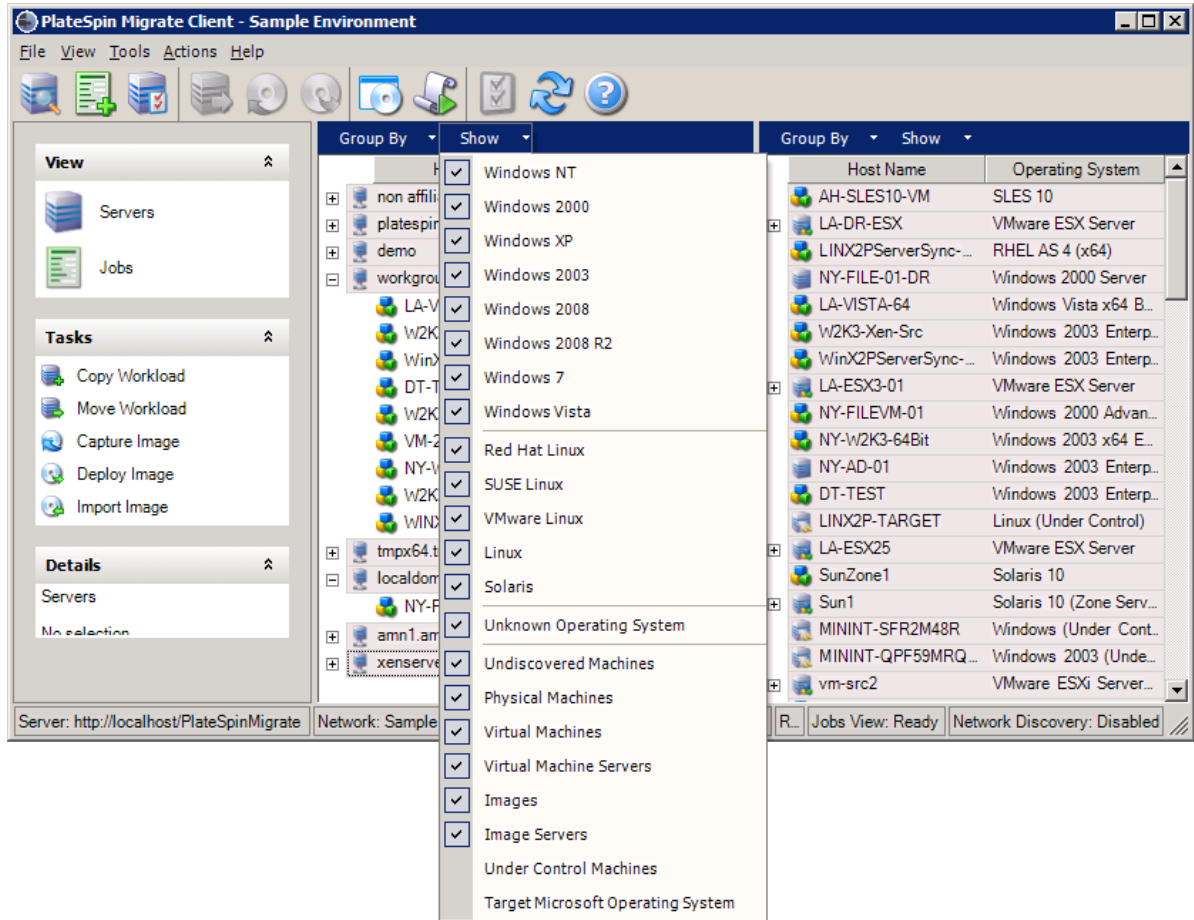 PlateSpin Migrate Client - Sample Environment
File View Tools Actions Help
View
Servers
Jobs
Tasks
Copy Workload
Move Workload
Capture Image
Deploy Image
Import Image
Details
Servers
No selection
Group By Show
non affili
platespin
demo
workgrou
LA-V
W2K
WinX
DT-T
W2K
VM-2
NY-W
W2K
WINX
tmpx64.t
localdom
NY-F
amn1.am
xenserve
Windows NT
Windows 2000
Windows XP
Windows 2003
Windows 2008
Windows 2008 R2
Windows 7
Windows Vista
Red Hat Linux
SUSE Linux
VMware Linux
Linux
Solaris
Unknown Operating System
Undiscovered Machines
Physical Machines
Virtual Machines
Virtual Machine Servers
Images
Image Servers
Under Control Machines
Target Microsoft Operating System
Group By Show
Host Name Operating System
AH-SLES10-VM SLES 10
LA-DR-ESX VMware ESX Server
LINX2PServerSync-... RHEL AS 4 (x64)
NY-FILE-01-DR Windows 2000 Server
LA-VISTA-64 Windows Vista x64 B...
W2K3-Xen-Src Windows 2003 Enterp...
WinX2PServerSync-... Windows 2003 Enterp...
LA-ESX3-01 VMware ESX Server
NY-FILEVM-01 Windows 2000 Advan...
NY-W2K3-64Bit Windows 2003 x64 E...
NY-AD-01 Windows 2003 Enterp...
DT-TEST Windows 2003 Enterp...
LINX2P-TARGET Linux (Under Control)
LA-ESX25 VMware ESX Server
SunZone1 Solaris 10
Sun1 Solaris 10 (Zone Serv...
MININT-SFR2M48R Windows (Under Cont...
MININT-QPF59MRQ... Windows 2003 (Unde...
vm-src2 VMware ESXi Server...
Server: http://localhost/PlateSpinMigrate Network: Sample R... Jobs View: Ready Network Discovery: Disabled